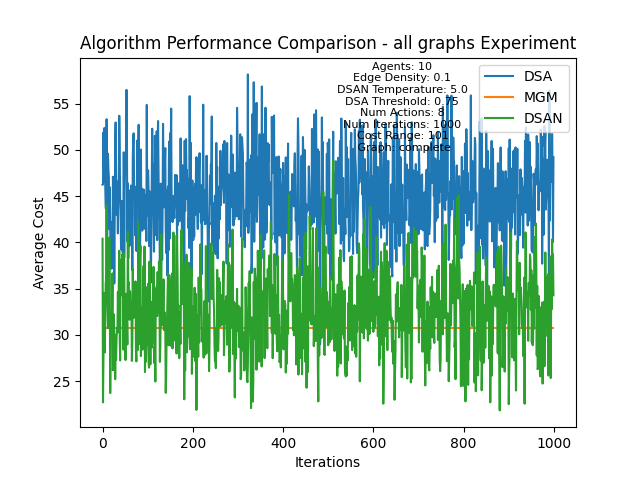 Algorithm Performance Comparison - all graphs Experiment
Agents: 10
Edge Density: 0.1
DSAN Temperature: 5.0
DSA Threshold: 0.75
Num Actions: 8
Num Iterations: 1000
Cost Range: 101
Graph: complete
DSA
MGM
DSAN
Average Cost
55
50
45
40
35
30
25
0
200
400
600
800
1000
Iterations